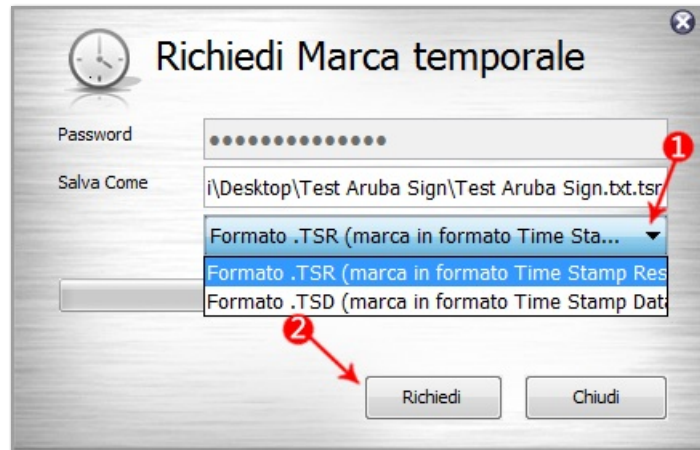 Richiedi Marca temporale
Password
1
Salva Come
i\Desktop\Test Aruba Sign\Test Aruba Sign.txt.tsr
Formato .TSR (marca in formato Time Sta...
Formato .TSR (marca in formato Time Stamp Res
Formato .TSD (marca in formato Time Stamp Data
2
Richiedi
Chiudi